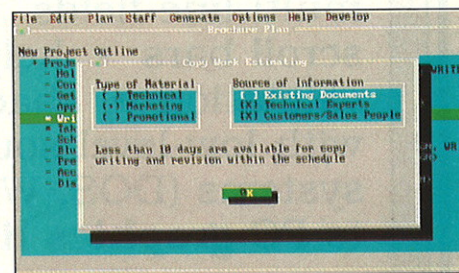 File Edit Plan Staff Generate Options Help Develop
Brochure Plan
New Project Outline
Copy Work Estimating
Type of Material
Source of Information
( ) Technical
[ ] Existing Documents
(•) Marketing
[X] Technical Experts
( ) Promotional
[X] Customers/Sales People
Less than 10 days are available for copy
writing and revision within the schedule
OK